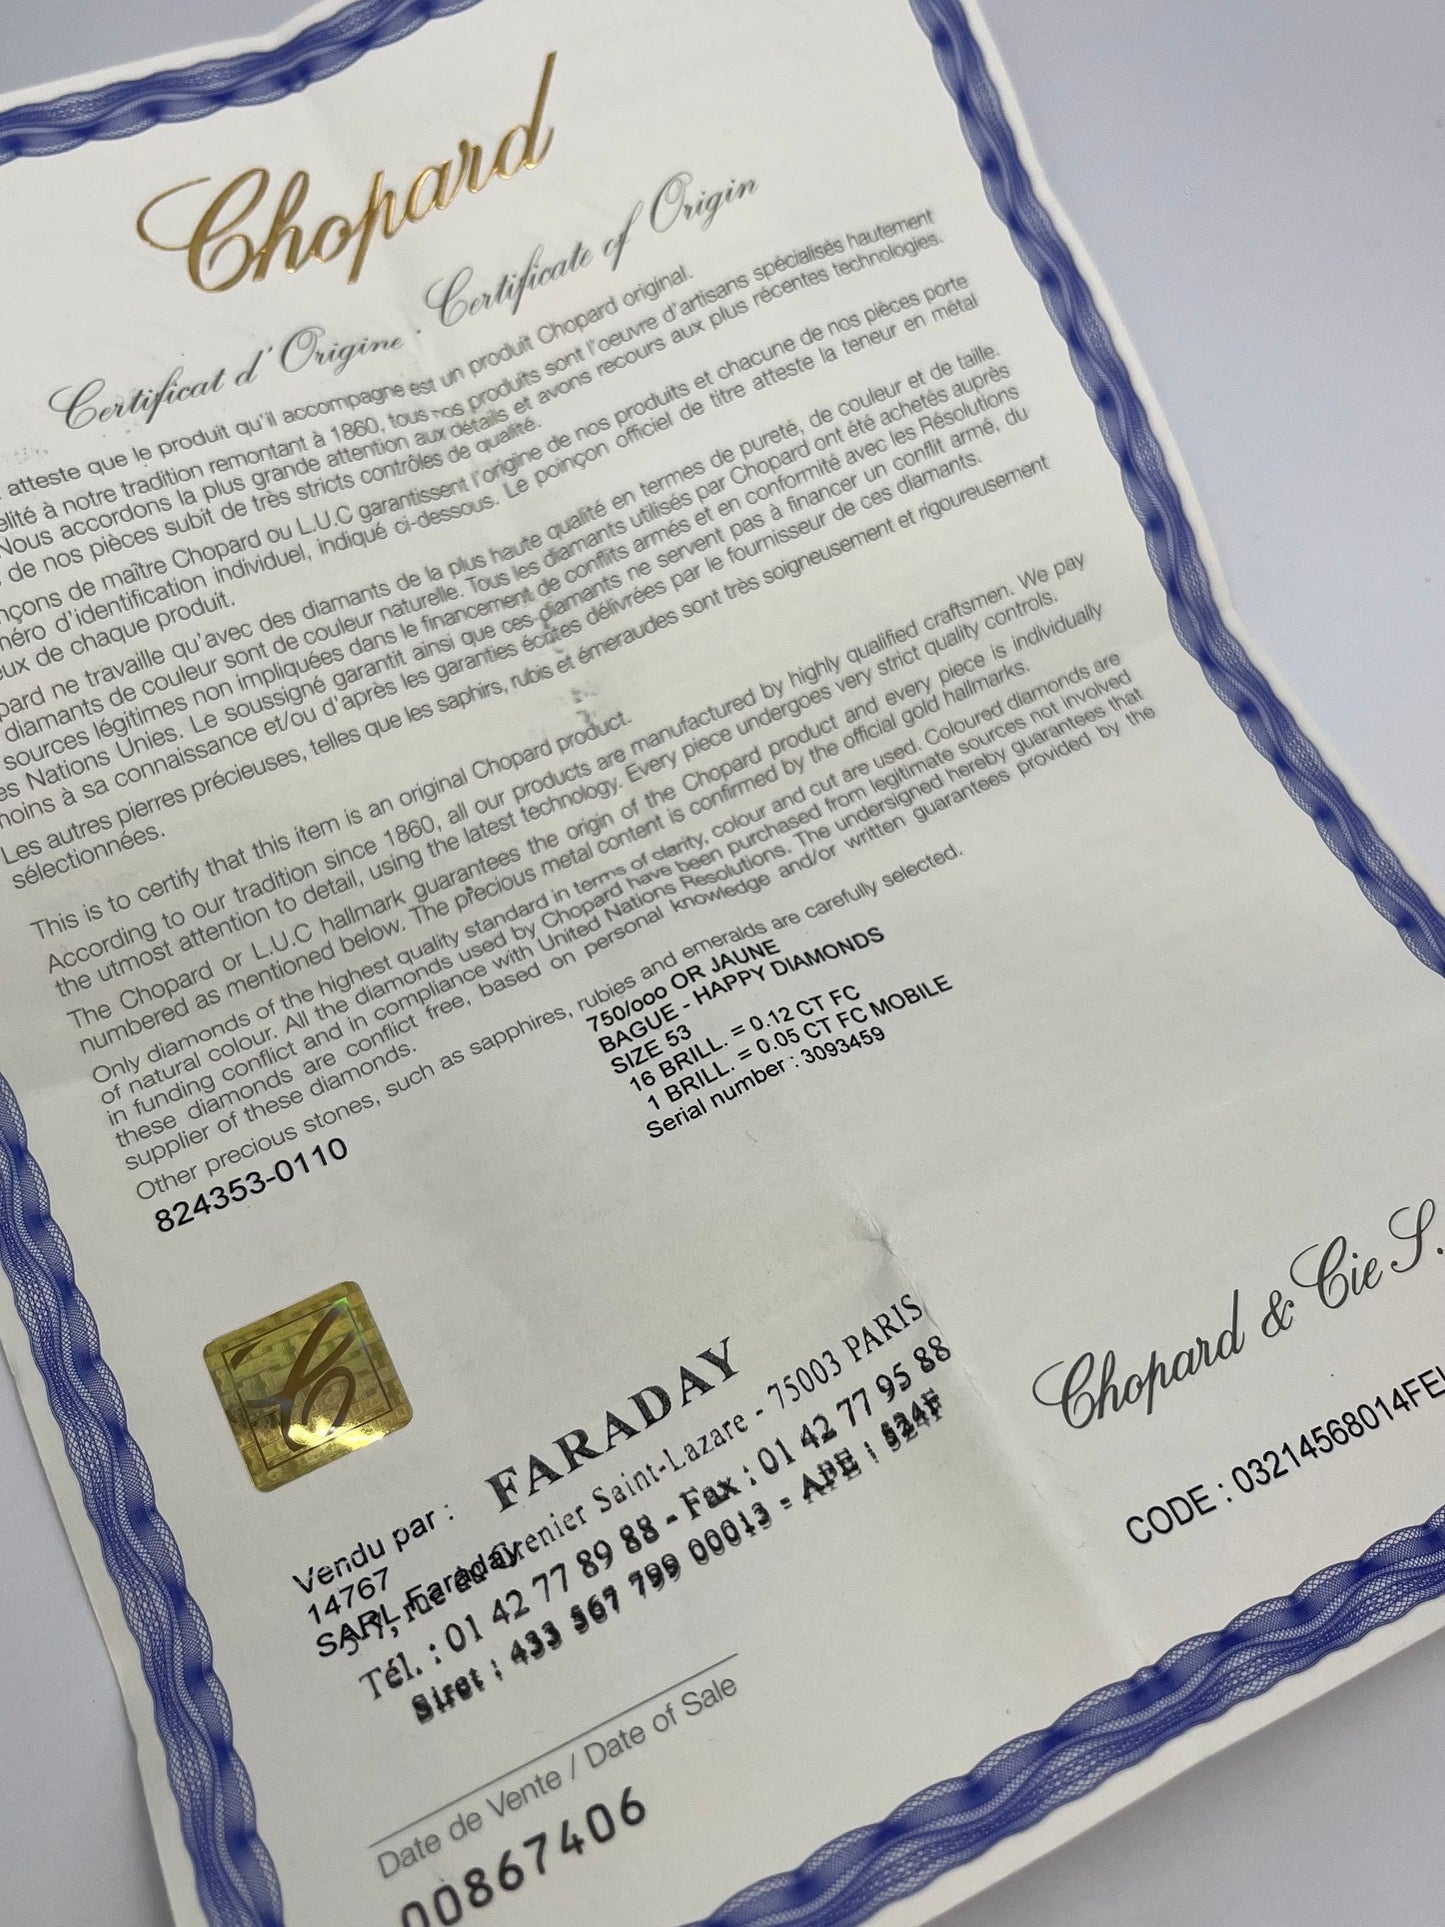 Chopard
Certificat d'Origine - Certificate of Origin
atteste que le produit qu'il accompagne est un produit Chopard original.
élité à notre tradition remontant à 1860, tous nos produits sont l'oeuvre d'artisans spécialisés hautement
Nous accordons la plus grande attention aux détails et avons recours aux plus récentes technologies.
de nos pièces subit de très stricts contrôles de qualité.
nçons de maître Chopard ou L.U.C garantissent l'origine de nos produits et chacune de nos pièces porte
méro d'identification individuel, indiqué ci-dessous. Le poinçon officiel de titre atteste la teneur en métal
eux de chaque produit.
pard ne travaille qu'avec des diamants de la plus haute qualité en termes de pureté, de couleur et de taille.
diamants de couleur sont de couleur naturelle. Tous les diamants utilisés par Chopard ont été achetés auprès
sources légitimes non impliquées dans le financement de conflits armés et en conformité avec les Résolutions
es Nations Unies. Le soussigné garantit ainsi que ces diamants ne servent pas à financer un conflit armé, du
moins à sa connaissance et/ou d'après les garanties écrites délivrées par le fournisseur de ces diamants.
Les autres pierres précieuses, telles que les saphirs, rubis et émeraudes sont très soigneusement et rigoureusement
sélectionnées.
This is to certify that this item is an original Chopard product.
According to our tradition since 1860, all our products are manufactured by highly qualified craftsmen. We pay
the utmost attention to detail, using the latest technology. Every piece undergoes very strict quality controls.
The Chopard or L.U.C hallmark guarantees the origin of the Chopard product and every piece is individually
numbered as mentioned below. The precious metal content is confirmed by the official gold hallmarks.
Only diamonds of the highest quality standard in terms of clarity, colour and cut are used. Coloured diamonds are
of natural colour. All the diamonds used by Chopard have been purchased from legitimate sources not involved
in funding conflict and in compliance with United Nations Resolutions. The undersigned hereby guarantees that
these diamonds are conflict free, based on personal knowledge and/or written guarantees provided by the
supplier of these diamonds.
Other precious stones, such as sapphires, rubies and emeralds are carefully selected.
824353-0110
750/ooo OR JAUNE
BAGUE - HAPPY DIAMONDS
SIZE 53
16 BRILL. = 0.12 CT FC
1 BRILL. = 0.05 CT FC MOBILE
Serial number : 3093459
Chopard & Cie S.
CODE : 03214568014FE
Vendu par :
14767
SARL Faraday
FARADAY
rue du Grenier Saint-Lazare - 75003 PARIS
Tél. : 01 42 77 89 88 - Fax : 01 42 77 95 88
Siret : 433 567 799 00013 - APE : 524F
Date de Vente / Date of Sale
00867406